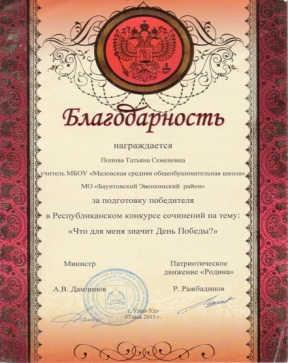 Благодарность
награждается
Попова Татьяна Семеновна
учитель МБОУ «Маловская средняя общеобразовательная школа»
МО «Баунтовский Эвенкийский район»
за подготовку победителя
в Республиканском конкурсе сочинений на тему:
«Что для меня значит День Победы?»
Министр
Патриотическое
движение «Родина»
А.В. Дамдинов
Р. Ражбадинов
г. Улан-Удэ
07 мая 2015 г.